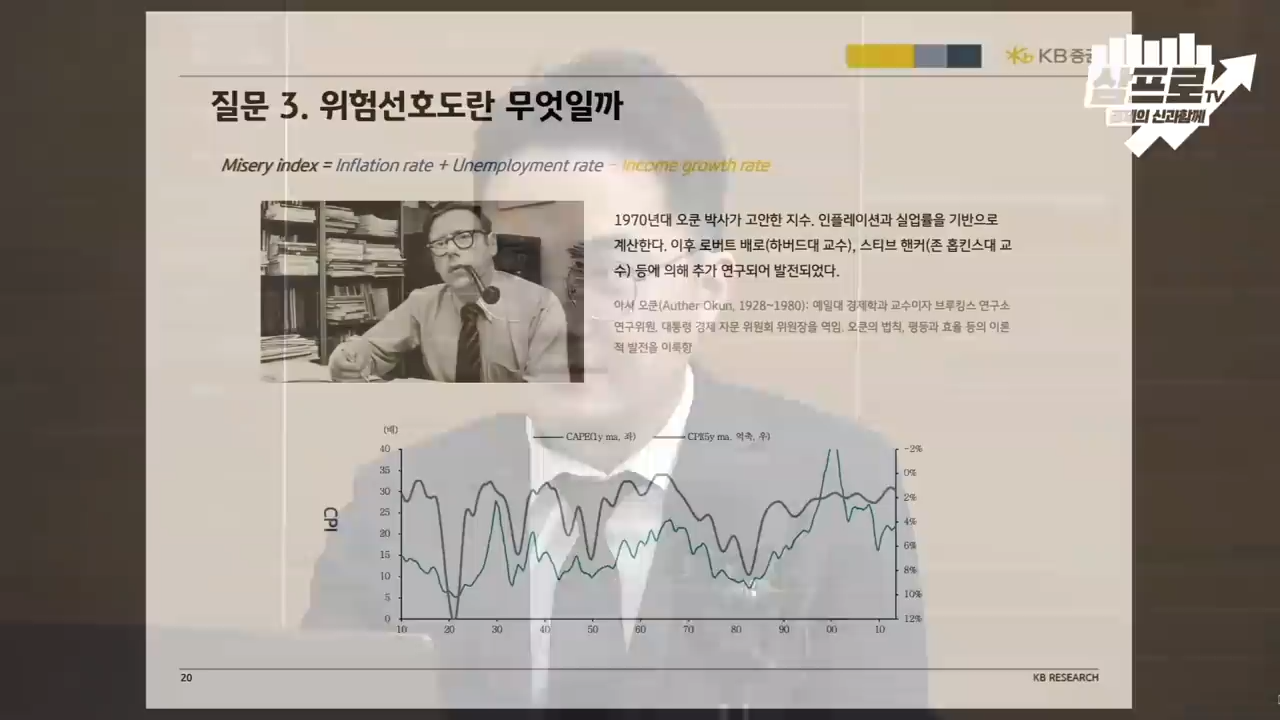 KB증권
삼프로TV
경제의 신과함께
질문 3. 위험선호도란 무엇일까
Misery index = Inflation rate + Unemployment rate - Income growth rate
1970년대 오쿤 박사가 고안한 지수. 인플레이션과 실업률을 기반으로
계산한다. 이후 로버트 배로(하버드대 교수), 스티브 핸커(존 홉킨스대 교
수) 등에 의해 추가 연구되어 발전되었다.
아서 오쿤(Auther Okun, 1928~1980): 예일대 경제학과 교수이자 브루킹스 연구소
연구위원, 대통령 경제 자문 위원회 위원장을 역임. 오쿤의 법칙, 평등과 효율 등의 이론
적 발전을 이룩함
(배)
CAPE(1y ma, 좌) CPI(5y ma, 역축, 우)
40 -2%
35 0%
30 2%
25 4%
20 6%
15 8%
10 10%
5 12%
0
CPI
10 20 30 40 50 60 70 80 90 00 10
20
KB RESEARCH